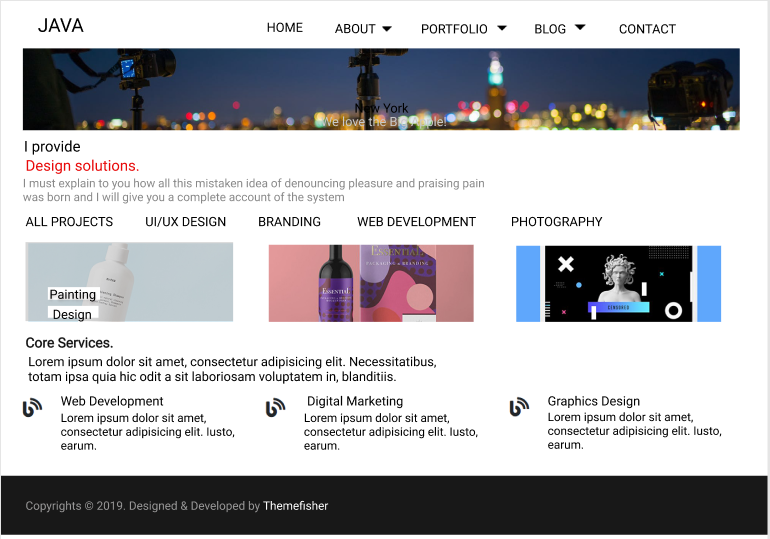 JAVA
HOME ABOUT PORTFOLIO BLOG CONTACT
New York
We love the Big Apple!
I provide
Design solutions.
I must explain to you how all this mistaken idea of denouncing pleasure and praising pain
was born and I will give you a complete account of the system
ALL PROJECTS UI/UX DESIGN BRANDING WEB DEVELOPMENT PHOTOGRAPHY
Painting
Design
ESSENTIAL
ESSENTIAL
PACKAGING & BRANDING
CENSORED
Core Services.
Lorem ipsum dolor sit amet, consectetur adipisicing elit. Necessitatibus,
totam ipsa quia hic odit a sit laboriosam voluptatem in, blanditiis.
Web Development
Lorem ipsum dolor sit amet,
consectetur adipisicing elit. Iusto,
earum.
Digital Marketing
Lorem ipsum dolor sit amet,
consectetur adipisicing elit. Iusto,
earum.
Graphics Design
Lorem ipsum dolor sit amet,
consectetur adipisicing elit. Iusto,
earum.
Copyrights © 2019. Designed & Developed by Themefisher